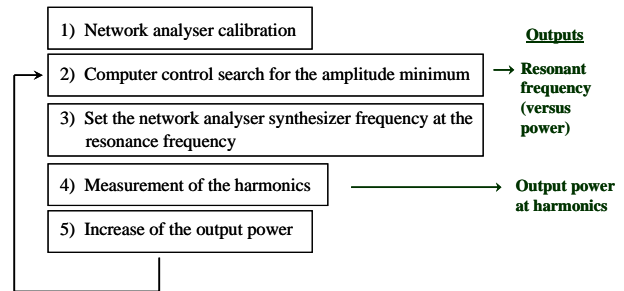 1) Network analyser calibration
Outputs
2) Computer control search for the amplitude minimum
Resonant
frequency
(versus
power)
3) Set the network analyser synthesizer frequency at the
resonance frequency
4) Measurement of the harmonics
Output power
at harmonics
5) Increase of the output power